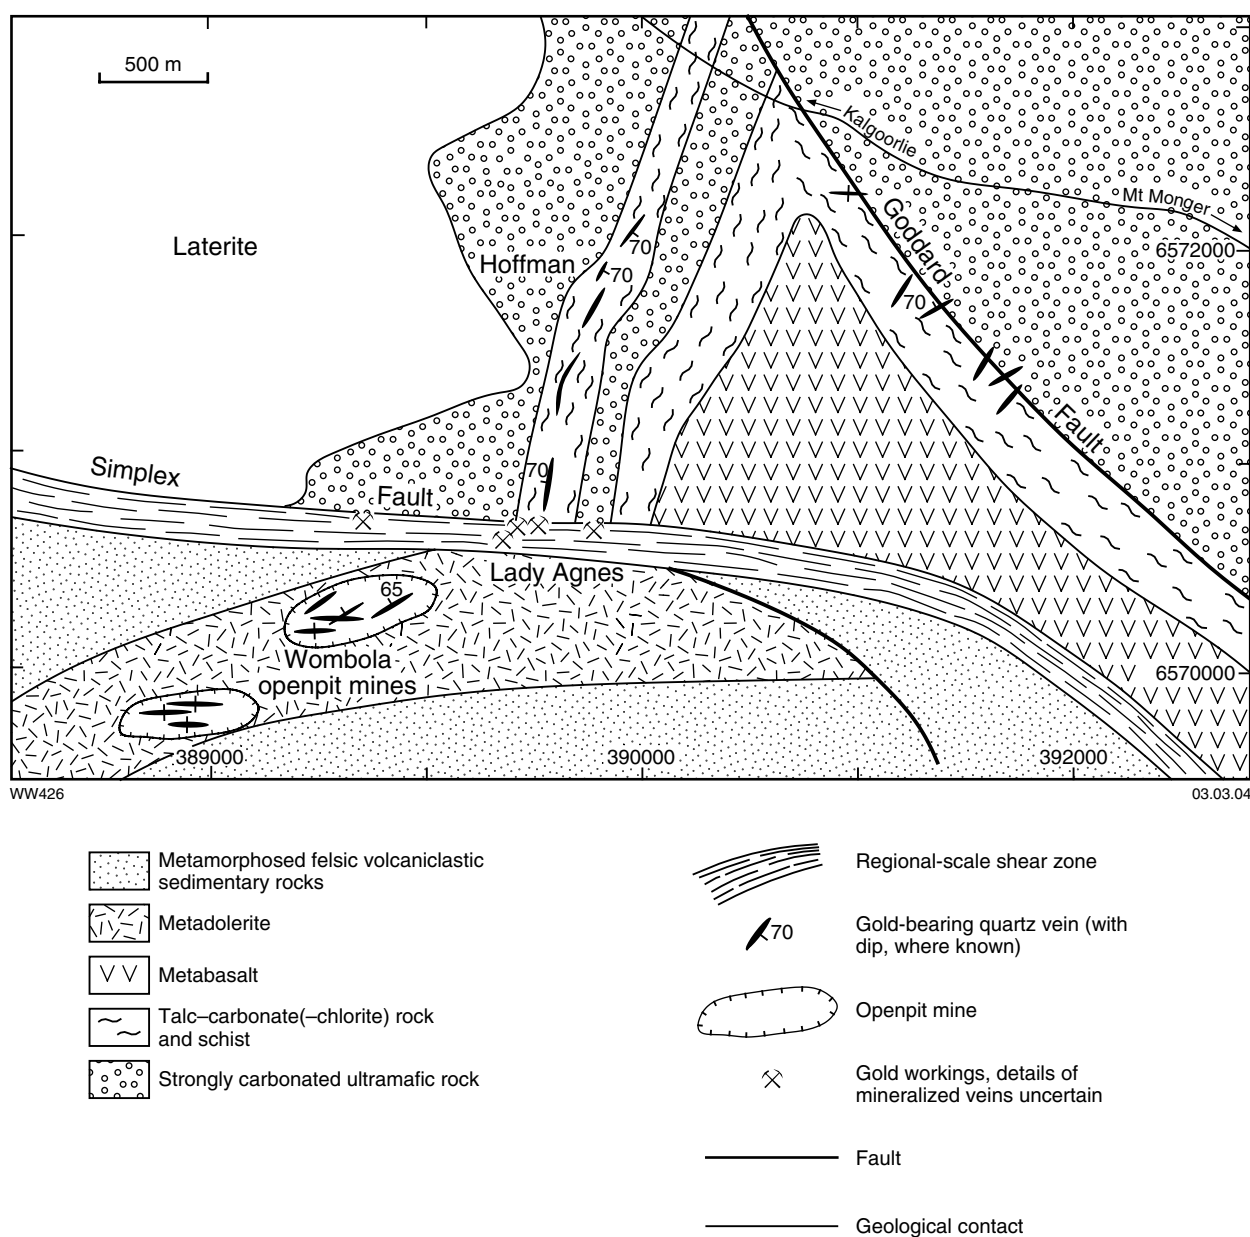 500 m
Kalgoorlie
Mt Monger
Laterite
Hoffman
70
70
Goddard
6572000
70
Fault
Simplex
70
Fault
Lady Agnes
65
Wombola
openpit mines
6570000
389000
390000
392000
WW426
03.03.04
Metamorphosed felsic volcaniclastic
sedimentary rocks
Metadolerite
Metabasalt
Talc–carbonate(–chlorite) rock
and schist
Strongly carbonated ultramafic rock
Regional-scale shear zone
70
Gold-bearing quartz vein (with
dip, where known)
Openpit mine
Gold workings, details of
mineralized veins uncertain
Fault
Geological contact